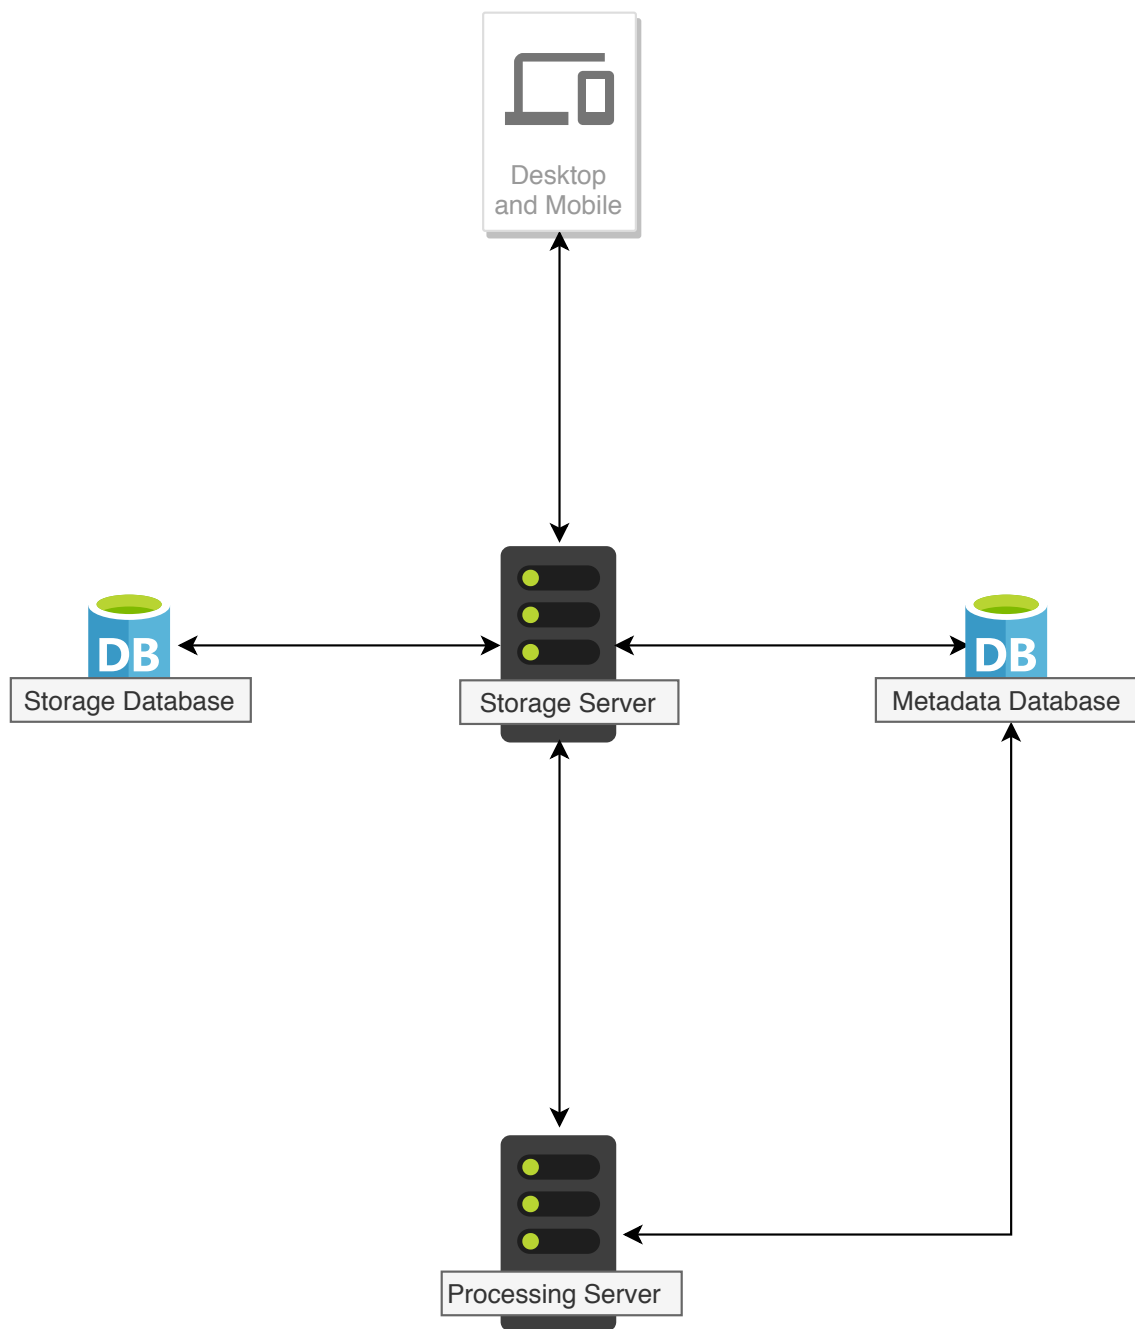 Desktop
and Mobile
DB
Storage Database
Storage Server
DB
Metadata Database
Processing Server